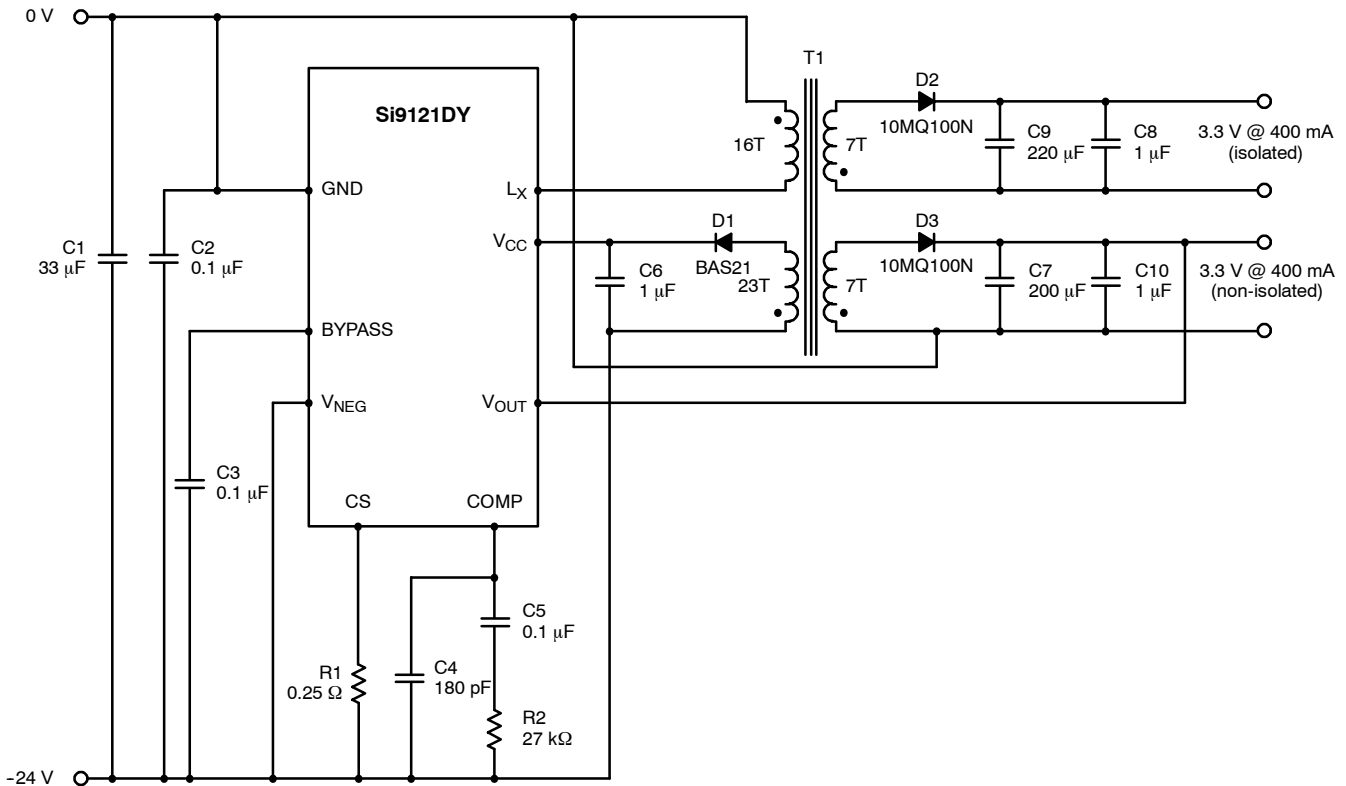 0 V
T1
D2
10MQ100N
Si9121DY
16T
7T
C9
220 μF
C8
1 μF
3.3 V @ 400 mA
(isolated)
GND
LX
C1
33 μF
C2
0.1 μF
VCC
D1
BAS21
23T
C6
1 μF
D3
10MQ100N
7T
C7
200 μF
C10
1 μF
3.3 V @ 400 mA
(non-isolated)
BYPASS
VNEG
VOUT
C3
0.1 μF
CS
COMP
C5
0.1 μF
R1
0.25 Ω
C4
180 pF
R2
27 kΩ
-24 V